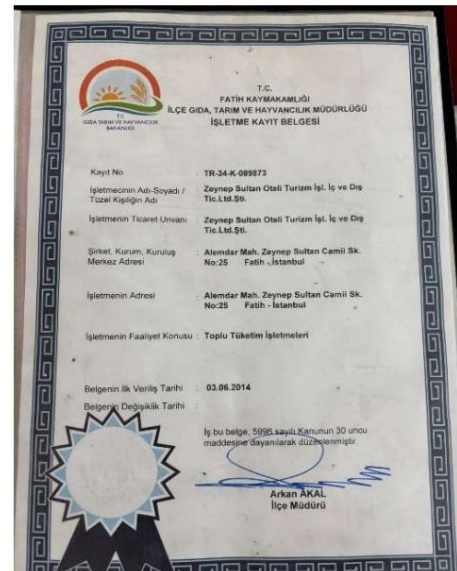 T.C.
FATİH KAYMAKAMLIĞI
İLÇE GIDA, TARIM VE HAYVANCILIK MÜDÜRLÜĞÜ
İŞLETME KAYIT BELGESİ
T.C.
GIDA TARIM VE HAYVANCILIK
BAKANLIĞI
Kayıt No : TR-34-K-009873
İşletmecinin Adı-Soyadı / : Zeynep Sultan Oteli Turizm İşl. İç ve Dış
Tüzel Kişiliğin Adı Tic.Ltd.Şti.
İşletmenin Ticaret Unvanı : Zeynep Sultan Oteli Turizm İşl. İç ve Dış
Tic.Ltd.Şti.
Şirket, Kurum, Kuruluş : Alemdar Mah. Zeynep Sultan Camii Sk.
Merkez Adresi No:25 Fatih - İstanbul
İşletmenin Adresi : Alemdar Mah. Zeynep Sultan Camii Sk.
No:25 Fatih - İstanbul
İşletmenin Faaliyet Konusu : Toplu Tüketim İşletmeleri
Belgenin İlk Veriliş Tarihi : 03.06.2014
Belgenin Değişiklik Tarihi :
İş bu belge, 5996 sayılı Kanunun 30 uncu
maddesine dayanılarak düzenlenmiştir.
Arkan AKAL
İlçe Müdürü